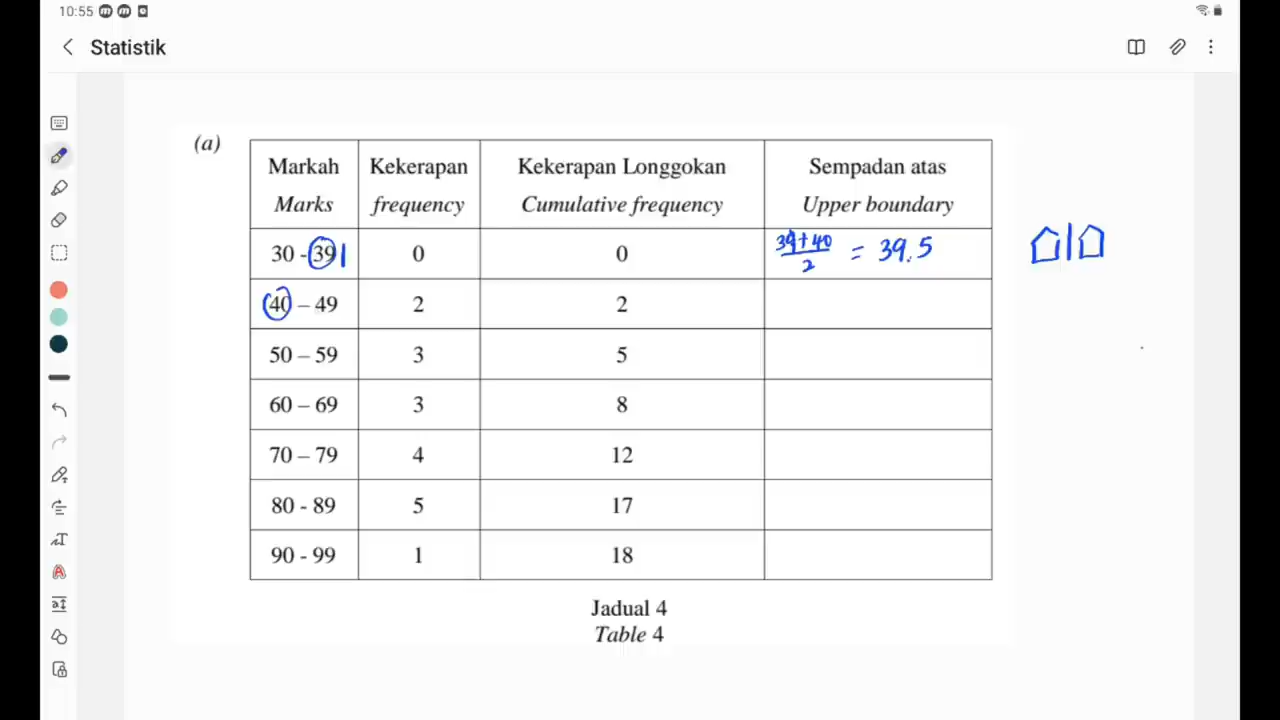 10:55
Statistik
(a)
Markah Kekerapan Kekerapan Longgokan Sempadan atas
Marks frequency Cumulative frequency Upper boundary
30 - 39 0 0 39 + 40 / 2 = 39.5
40 – 49 2 2
50 – 59 3 5
60 – 69 3 8
70 – 79 4 12
80 - 89 5 17
90 - 99 1 18
Jadual 4
Table 4